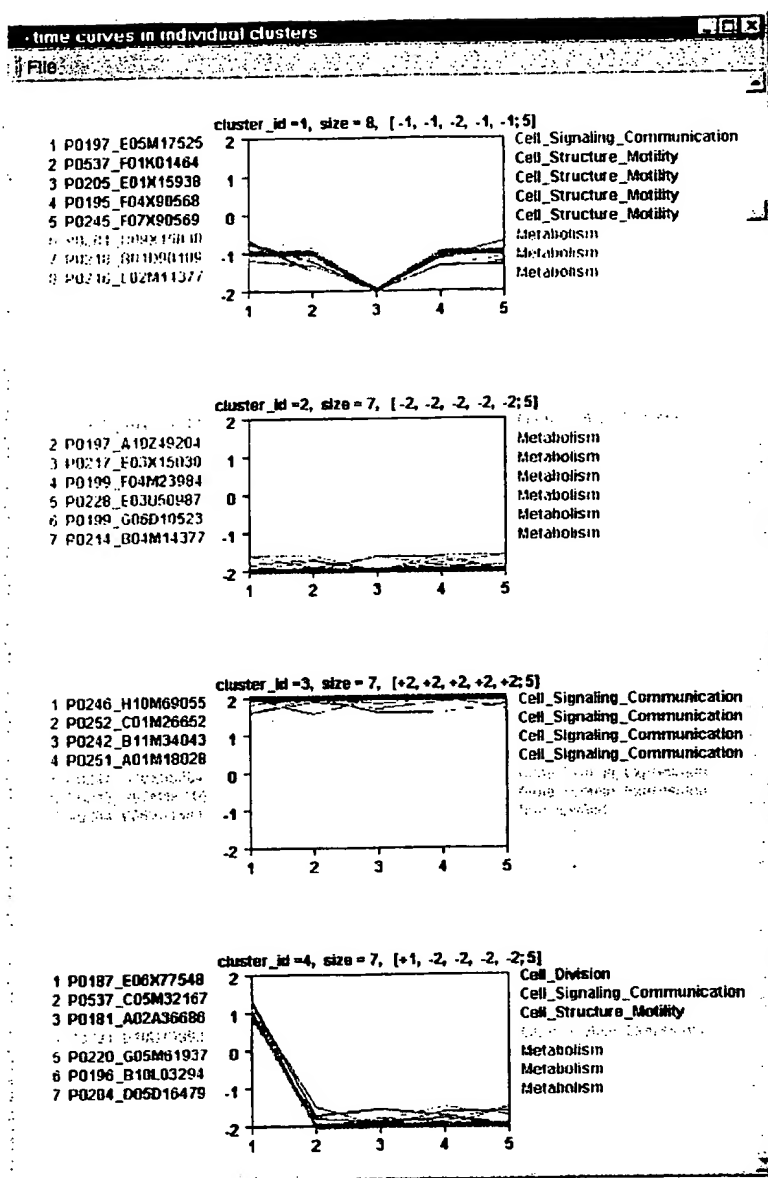 time curves in individual clusters
File
cluster_id =1, size = 8, [ -1, -1, -2, -1, -1; 5]
1 P0197_E05M17525
2 P0537_F01K01464
3 P0205_E01X15938
4 P0195_F04X90568
5 P0245_F07X90569
Cell_Signaling_Communication
Cell_Structure_Motility
Cell_Structure_Motility
Cell_Structure_Motility
Cell_Structure_Motility
Metabolism
Metabolism
Metabolism
2
1
0
-1
-2
1 2 3 4 5
cluster_id =2, size = 7, [ -2, -2, -2, -2, -2; 5]
2 P0197_A10Z49204
3 P0217_E03X15030
4 P0199_F04M23984
5 P0228_E03U50987
6 P0199_G06D10523
7 P0214_B04M14377
Metabolism
Metabolism
Metabolism
Metabolism
Metabolism
Metabolism
2
1
0
-1
-2
1 2 3 4 5
cluster_id =3, size = 7, [+2, +2, +2, +2, +2; 5]
1 P0246_H10M69055
2 P0252_C01M26652
3 P0242_B11M34043
4 P0251_A01M18028
Cell_Signaling_Communication
Cell_Signaling_Communication
Cell_Signaling_Communication
Cell_Signaling_Communication
2
1
0
-1
-2
1 2 3 4 5
cluster_id =4, size = 7, [+1, -2, -2, -2, -2; 5]
1 P0187_E06X77548
2 P0537_C05M32167
3 P0181_A02A36686
5 P0220_G05M61937
6 P0196_B10L03294
7 P0204_D05D16479
Cell_Division
Cell_Signaling_Communication
Cell_Structure_Motility
Metabolism
Metabolism
Metabolism
2
1
0
-1
-2
1 2 3 4 5